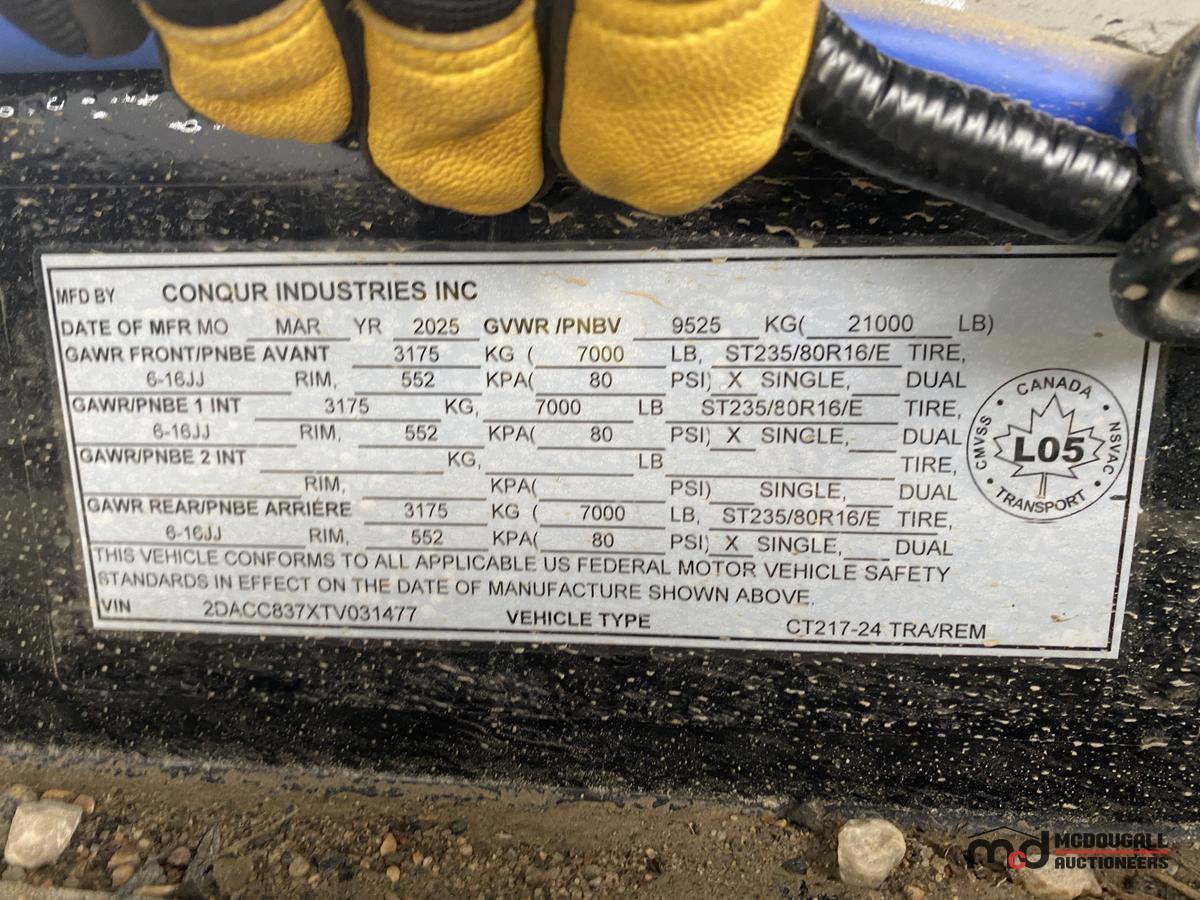 MFD BY CONQUR INDUSTRIES INC
DATE OF MFR MO MAR YR 2025 GVWR /PNBV 9525 KG( 21000 LB)
GAWR FRONT/PNBE AVANT 3175 KG ( 7000 LB, ST235/80R16/E TIRE,
6-16JJ RIM, 552 KPA( 80 PSI) X SINGLE, DUAL
GAWR/PNBE 1 INT 3175 KG, 7000 LB ST235/80R16/E TIRE,
6-16JJ RIM, 552 KPA( 80 PSI) X SINGLE, DUAL
GAWR/PNBE 2 INT KG, LB TIRE,
RIM, KPA( PSI) SINGLE, DUAL
GAWR REAR/PNBE ARRIÉRE 3175 KG ( 7000 LB, ST235/80R16/E TIRE,
6-16JJ RIM, 552 KPA( 80 PSI) X SINGLE, DUAL
THIS VEHICLE CONFORMS TO ALL APPLICABLE US FEDERAL MOTOR VEHICLE SAFETY
STANDARDS IN EFFECT ON THE DATE OF MANUFACTURE SHOWN ABOVE.
VIN 2DACC837XTV031477 VEHICLE TYPE CT217-24 TRA/REM
CANADA
CMVSS
L05
NSVAC
TRANSPORT
mcd MCDOUGALL
AUCTIONEERS